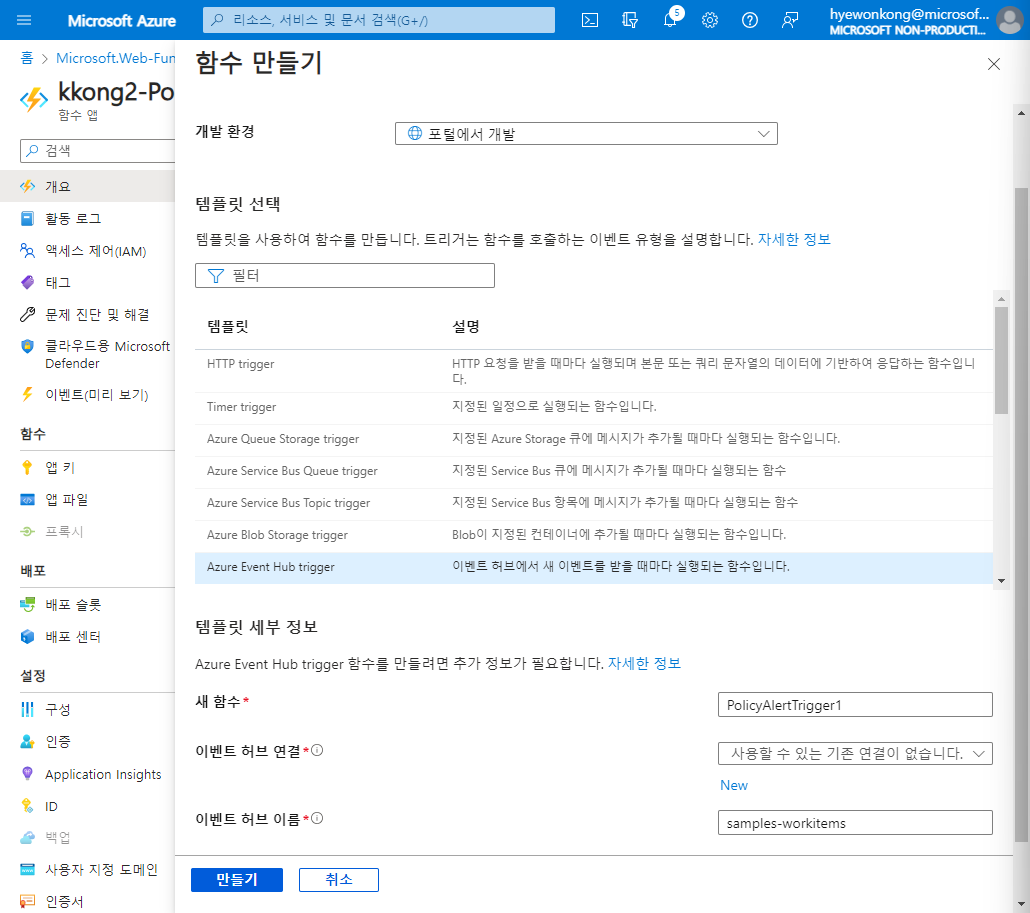 Microsoft Azure
리소스, 서비스 및 문서 검색(G+/)
5
hyewonkong@microsof...
MICROSOFT NON-PRODUCTI...
홈 > Microsoft.Web-Fun
kkong2-Po
함수 앱
검색
개요
활동 로그
액세스 제어(IAM)
태그
문제 진단 및 해결
클라우드용 Microsoft
Defender
이벤트(미리 보기)
함수
앱 키
앱 파일
프록시
배포
배포 슬롯
배포 센터
설정
구성
인증
Application Insights
ID
백업
사용자 지정 도메인
인증서
함수 만들기
개발 환경
포털에서 개발
템플릿 선택
템플릿을 사용하여 함수를 만듭니다. 트리거는 함수를 호출하는 이벤트 유형을 설명합니다. 자세한 정보
필터
템플릿 설명
HTTP trigger HTTP 요청을 받을 때마다 실행되며 본문 또는 쿼리 문자열의 데이터에 기반하여 응답하는 함수입니
다.
Timer trigger 지정된 일정으로 실행되는 함수입니다.
Azure Queue Storage trigger 지정된 Azure Storage 큐에 메시지가 추가될 때마다 실행되는 함수입니다.
Azure Service Bus Queue trigger 지정된 Service Bus 큐에 메시지가 추가될 때마다 실행되는 함수
Azure Service Bus Topic trigger 지정된 Service Bus 항목에 메시지가 추가될 때마다 실행되는 함수
Azure Blob Storage trigger Blob이 지정된 컨테이너에 추가될 때마다 실행되는 함수입니다.
Azure Event Hub trigger 이벤트 허브에서 새 이벤트를 받을 때마다 실행되는 함수입니다.
템플릿 세부 정보
Azure Event Hub trigger 함수를 만들려면 추가 정보가 필요합니다. 자세한 정보
새 함수*
PolicyAlertTrigger1
이벤트 허브 연결*
사용할 수 있는 기존 연결이 없습니다.
New
이벤트 허브 이름*
samples-workitems
만들기
취소